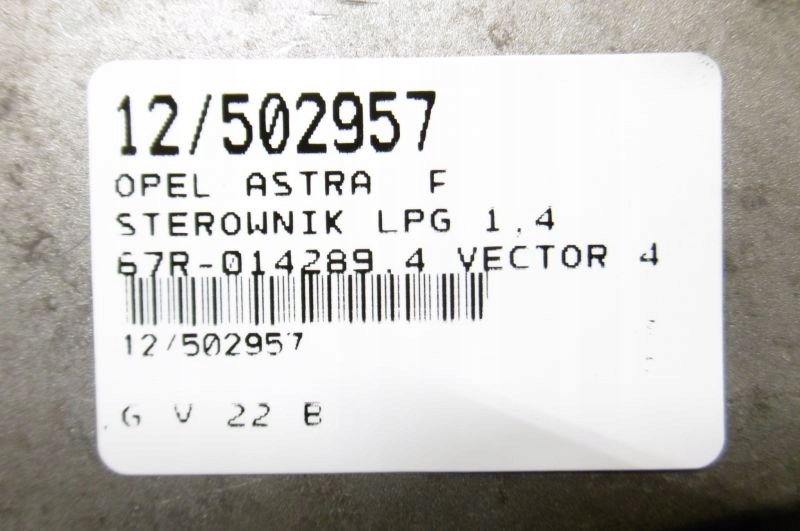 12/502957
OPEL ASTRA F
STEROWNIK LPG 1.4
67R-014289.4 VECTOR 4
12/502957
G V 22 B